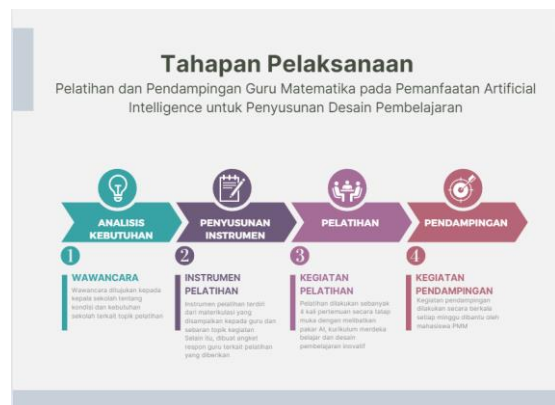 Tahapan Pelaksanaan
Pelatihan dan Pendampingan Guru Matematika pada Pemanfaatan Artificial
Intelligence untuk Penyusunan Desain Pembelajaran
ANALISIS
KEBUTUHAN
PENYUSUNAN
INSTRUMEN
PELATIHAN
PENDAMPINGAN
1
WAWANCARA
Wawancara ditujukan kepada
kepala sekolah tentang
kondisi dan kebutuhan
sekolah terkait topik pelatihan
2
INSTRUMEN
PELATIHAN
Instrumen pelatihan terdiri
dari materikulasi yang
disampaikan kepada guru dan
sebaran topik kegiatan
Selain itu, dibuat angket
respon guru terkait pelatihan
yang diberikan
3
KEGIATAN
PELATIHAN
Pelatihan dilakukan sebanyak
4 kali pertemuan secara tatap
muka dengan melibatkan
pakar AI, kurikulum merdeka
belajar dan desain
pembelajaran inovatif
4
KEGIATAN
PENDAMPINGAN
Kegiatan pendampingan
dilakukan secara berkala
setiap minggu dibantu oleh
mahasiswa PMM